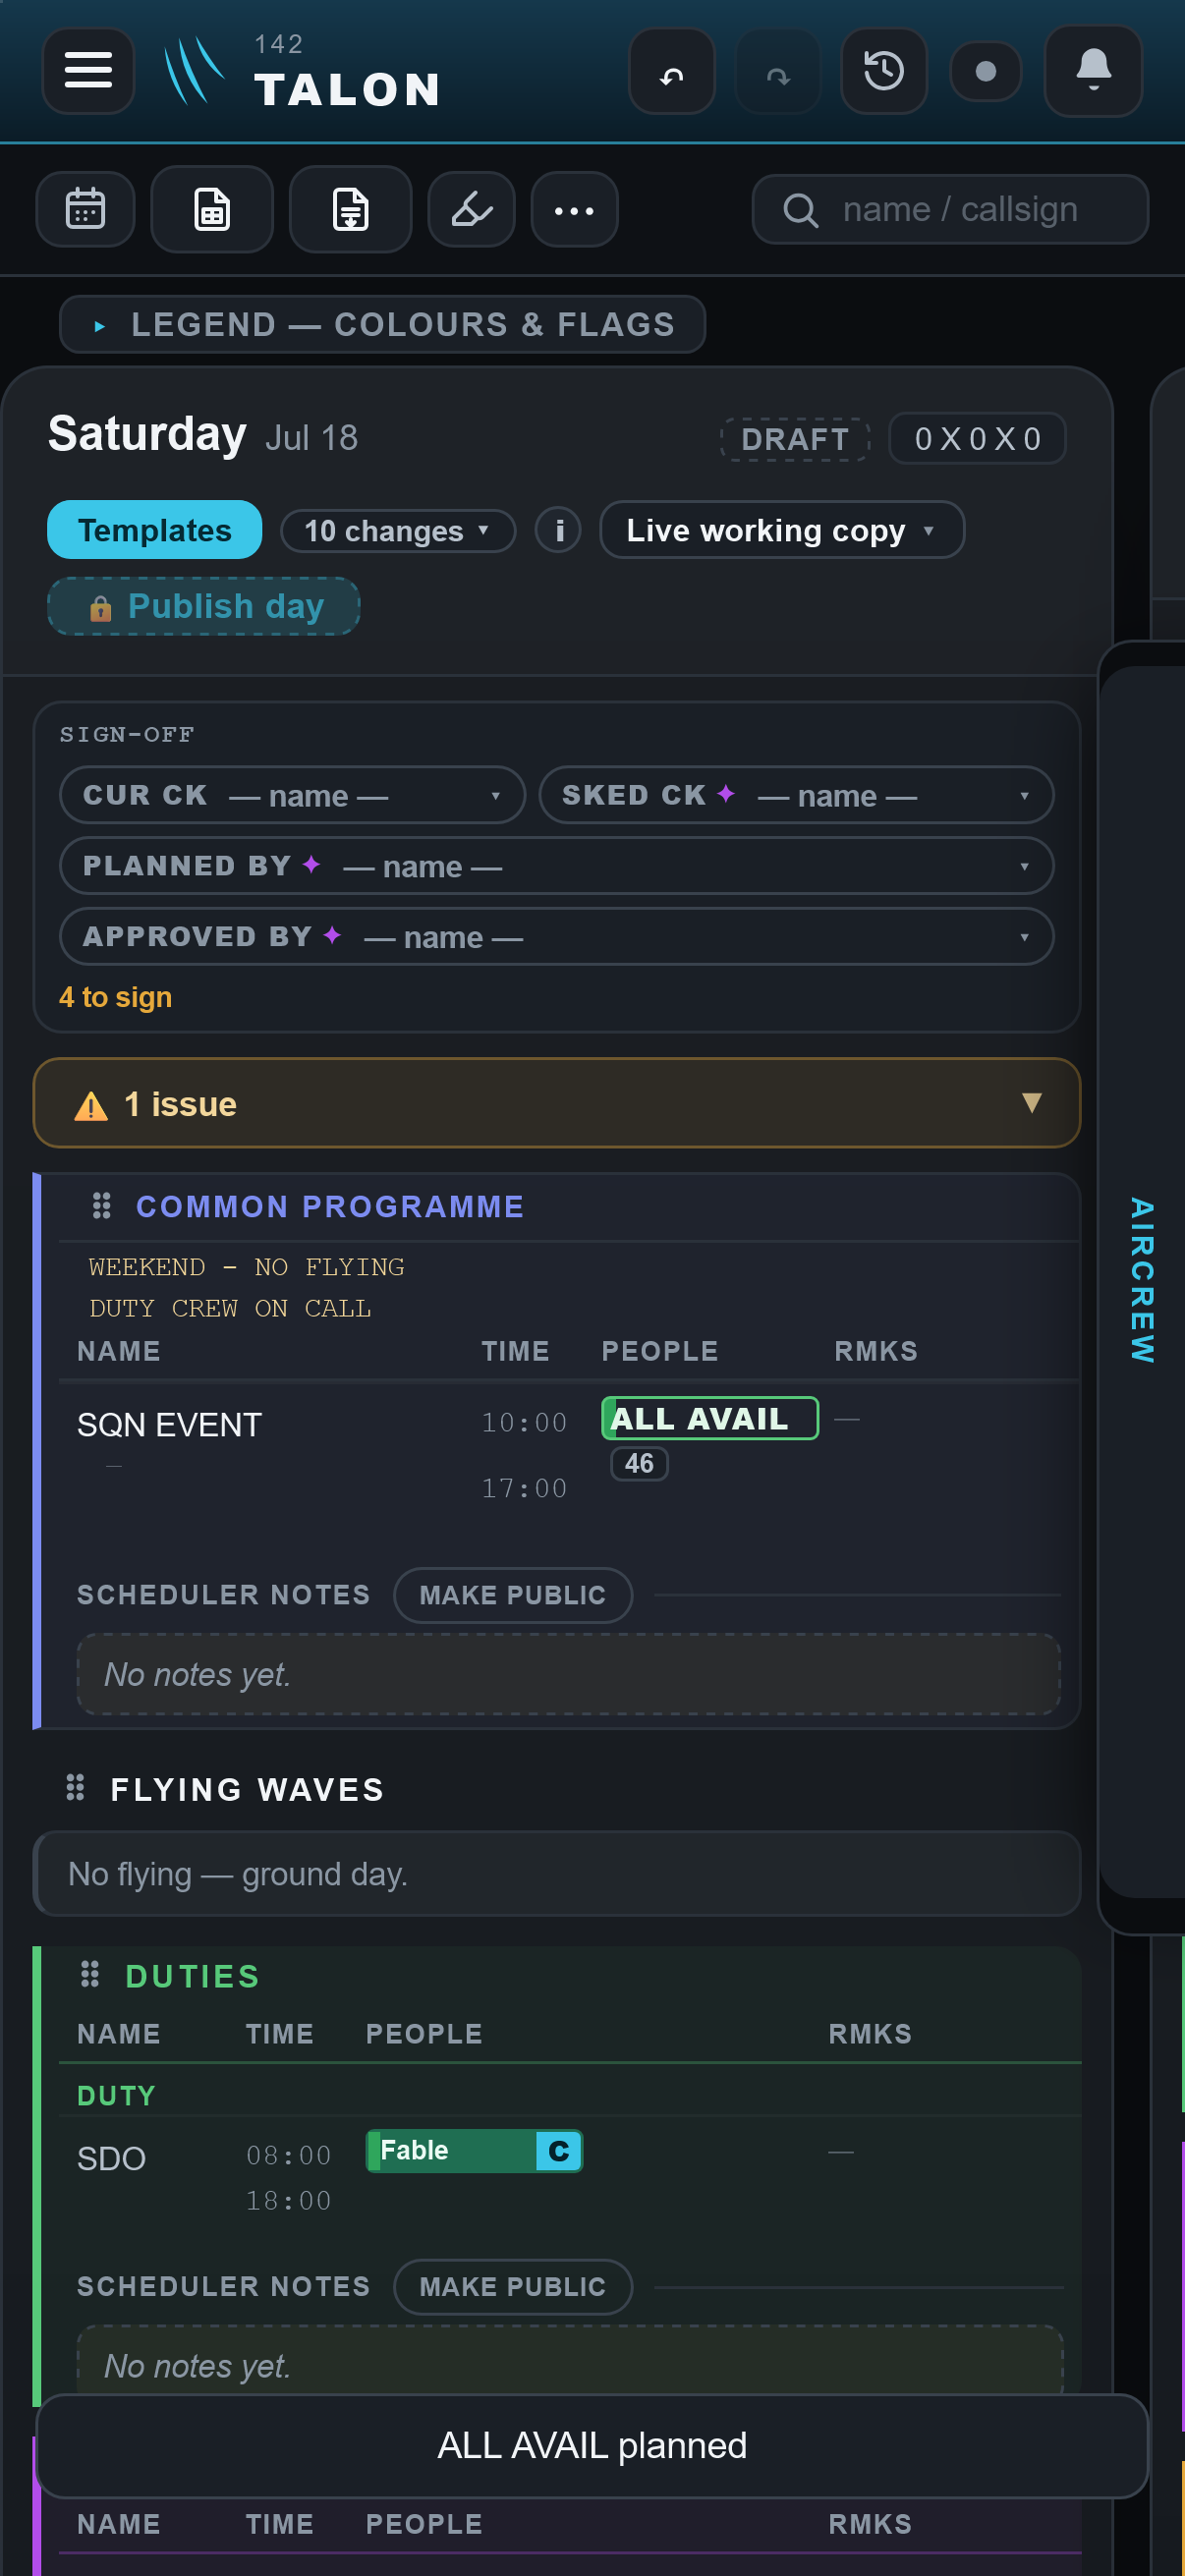 142
TALON
name / callsign
LEGEND — COLOURS & FLAGS
Saturday Jul 18 DRAFT 0X0X0
Templates 10 changes i Live working copy
Publish day
SIGN-OFF
CUR CK — name — SKED CK — name —
PLANNED BY — name —
APPROVED BY — name —
4 to sign
1 issue
COMMON PROGRAMME
WEEKEND - NO FLYING
DUTY CREW ON CALL
NAME TIME PEOPLE RMKS
SQN EVENT 10:00 ALL AVAIL —
— 46
17:00
SCHEDULER NOTES MAKE PUBLIC
No notes yet.
FLYING WAVES
No flying — ground day.
DUTIES
NAME TIME PEOPLE RMKS
DUTY
SDO 08:00 Fable C —
18:00
SCHEDULER NOTES MAKE PUBLIC
No notes yet.
ALL AVAIL planned
NAME TIME PEOPLE RMKS
AIRCREW